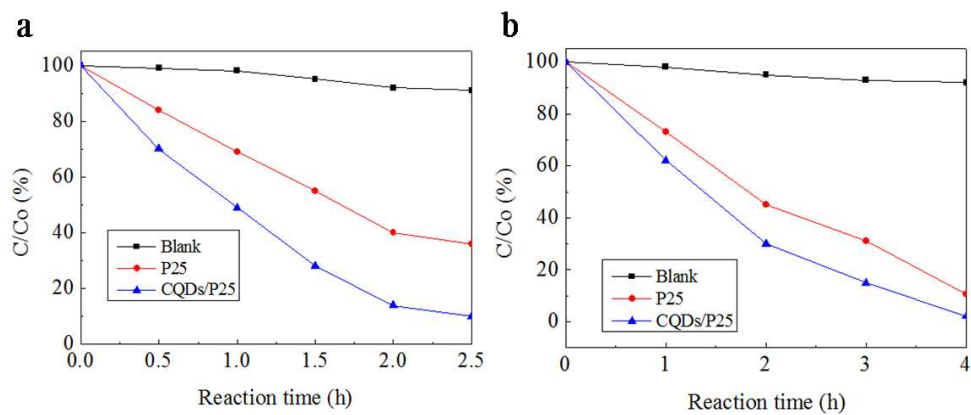 a
100
80
60
40
20
0
C/Co (%)
Blank
P25
CQDs/P25
0.0 0.5 1.0 1.5 2.0 2.5
Reaction time (h)
b
100
80
60
40
20
0
C/Co (%)
Blank
P25
CQDs/P25
0 1 2 3 4
Reaction time (h)